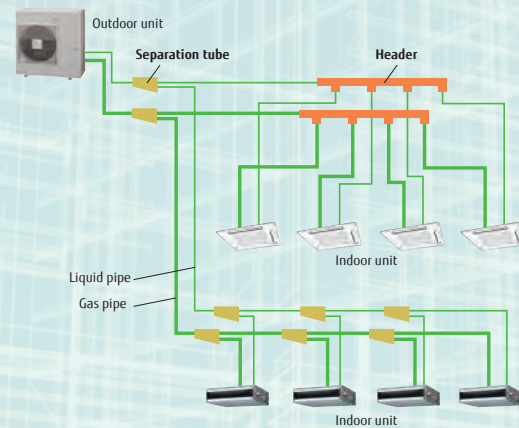 Outdoor unit
Separation tube
Header
Indoor unit
Liquid pipe
Gas pipe
Indoor unit